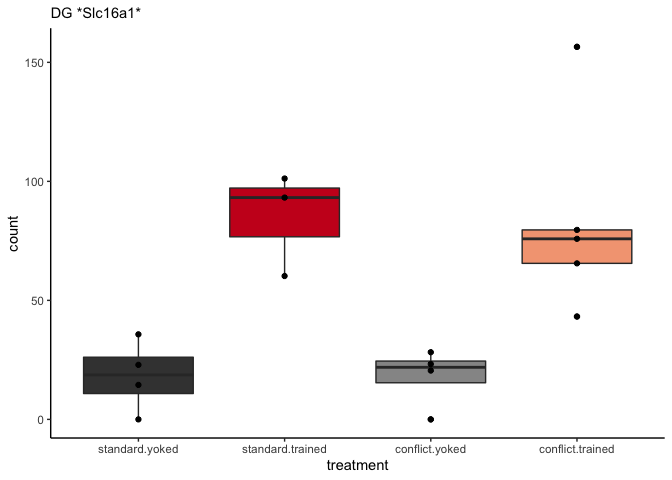 DG *Slc16a1*
150
100
50
0
count
standard.yoked
standard.trained
conflict.yoked
conflict.trained
treatment